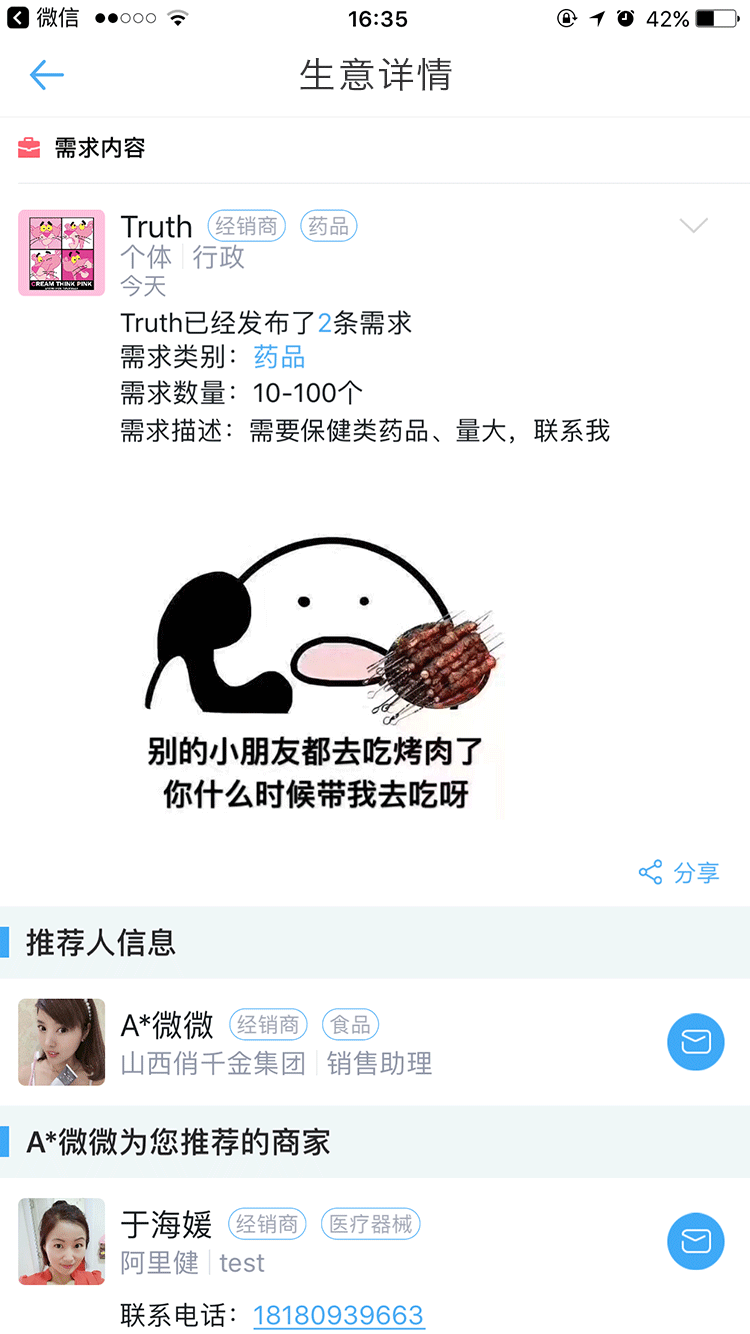 微信 16:35 42%
生意详情
需求内容
Truth 经销商 药品
个体 行政
今天
CREAM THINK PINK
Truth已经发布了2条需求
需求类别：药品
需求数量：10-100个
需求描述：需要保健类药品、量大，联系我
别的小朋友都去吃烤肉了
你什么时候带我去吃呀
分享
推荐人信息
A*微微 经销商 食品
山西俏千金集团 销售助理
A*微微为您推荐的商家
于海媛 经销商 医疗器械
阿里健 test
联系电话：18180939663